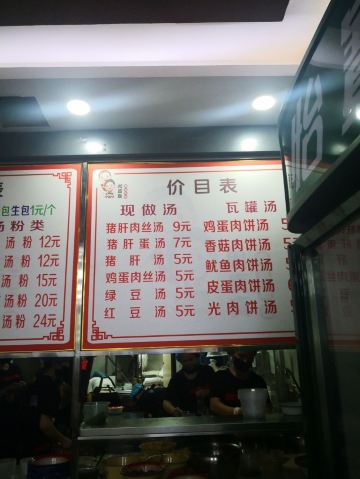 包生包1元/个
汤粉类
汤粉 12元
汤粉 12元
汤粉 15元
汤粉 20元
汤粉 24元
价目表
现做汤
猪肝肉丝汤 9元
猪肝蛋汤 7元
猪肝汤 5元
鸡蛋肉丝汤 5元
绿豆汤 5元
红豆汤 5元
瓦罐汤
鸡蛋肉饼汤
香菇肉饼汤
鱿鱼肉饼汤
皮蛋肉饼汤
光肉饼汤
怡